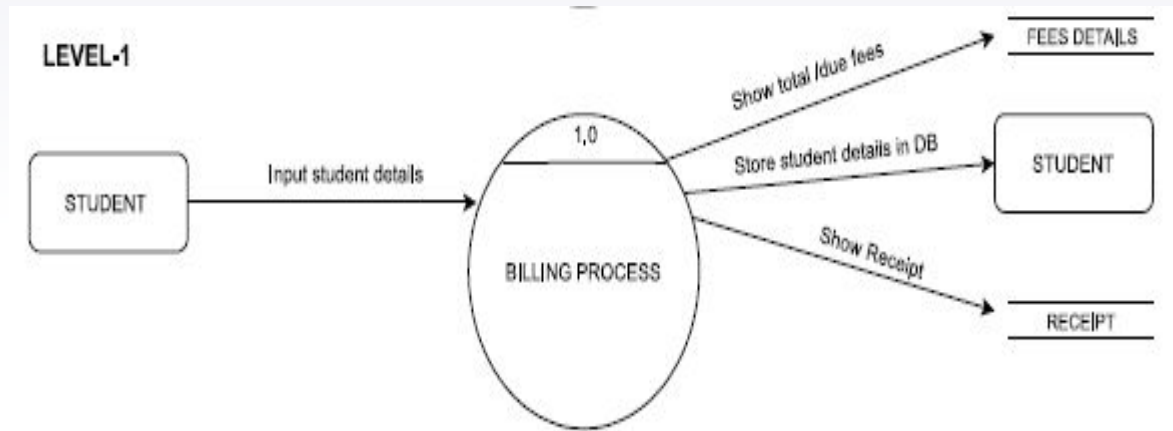 LEVEL-1
STUDENT
Input student details
1,0
BILLING PROCESS
Show total /due fees
Store student details in DB
Show Receipt
FEES DETAILS
STUDENT
RECEIPT